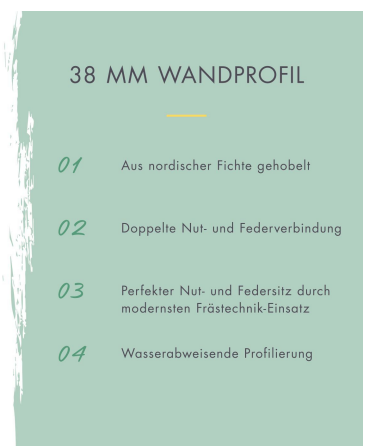 38 MM WANDPROFIL
01 Aus nordischer Fichte gehobelt
02 Doppelte Nut- und Federverbindung
03 Perfekter Nut- und Federsitz durch
modernsten Frästechnik-Einsatz
04 Wasserabweisende Profilierung